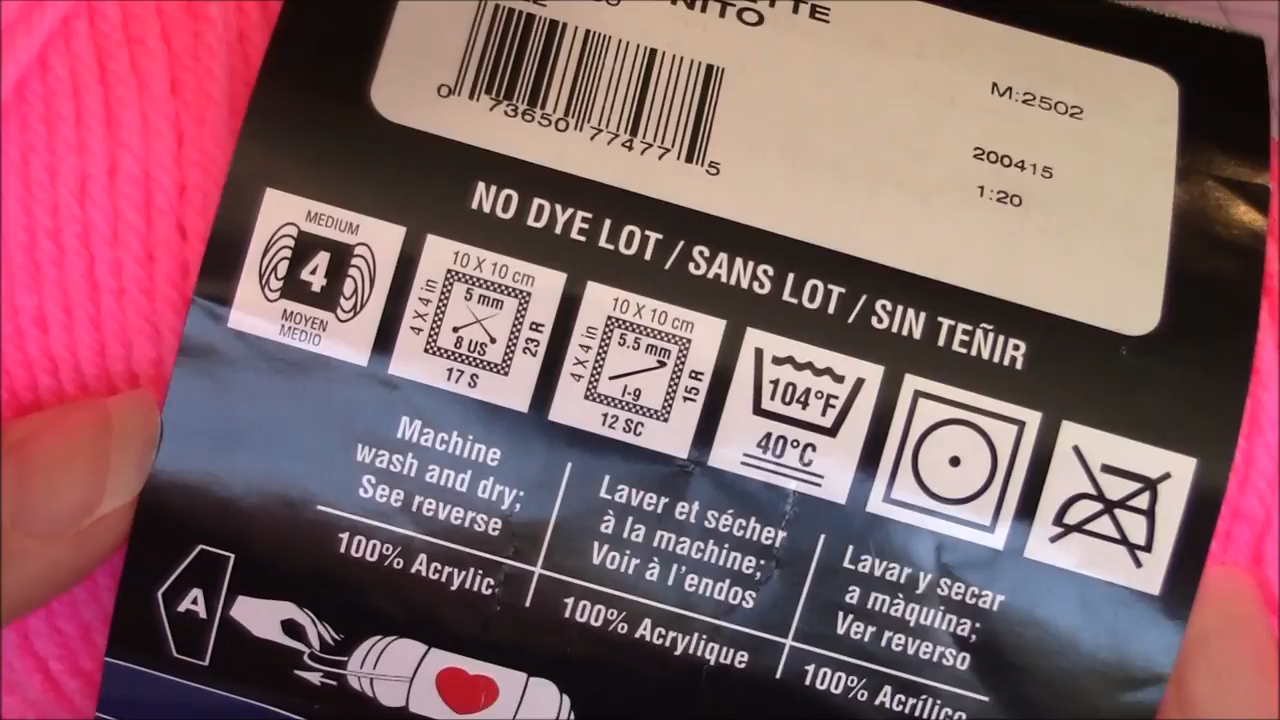 NITO
0 73650 77477 5
M:2502
200415
1:20
NO DYE LOT / SANS LOT / SIN TEÑIR
MEDIUM
4
MOYEN
MEDIO
10 X 10 cm
4 X 4 in
5 mm
8 US
23 R
17 S
10 X 10 cm
4 X 4 in
5.5 mm
I-9
15 R
12 SC
104°F
40°C
Machine
wash and dry;
See reverse
100% Acrylic
Laver et sécher
à la machine;
Voir à l'endos
100% Acrylique
Lavar y secar
a màquina;
Ver reverso
100% Acrílico
A